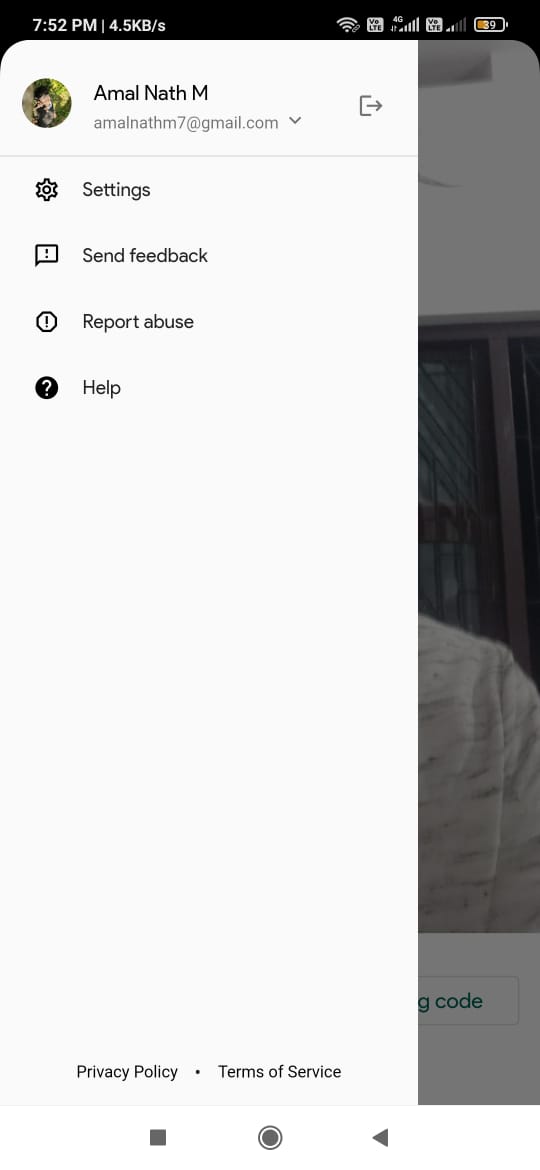 7:52 PM | 4.5KB/s Vo LTE 4G Vo LTE 39
Amal Nath M
amalnathm7@gmail.com
Settings
Send feedback
Report abuse
Help
g code
Privacy Policy • Terms of Service